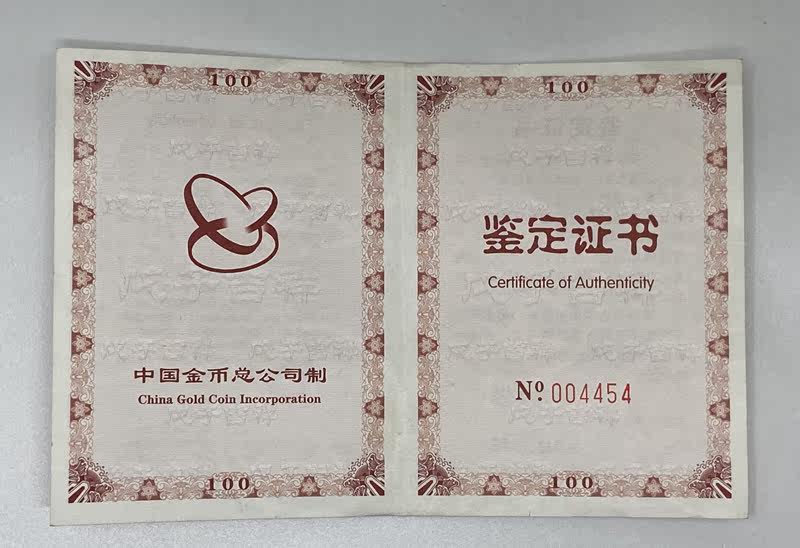 100
中国金币总公司制
China Gold Coin Incorporation
100
100
鉴定证书
Certificate of Authenticity
Nº 004454
100